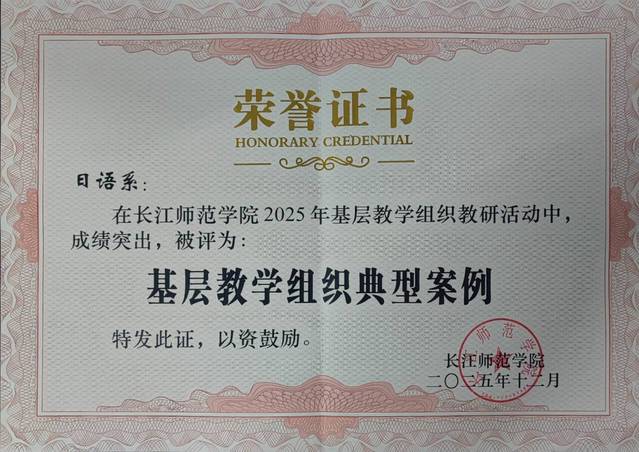 荣誉证书
HONORARY CREDENTIAL
日语系：
在长江师范学院2025年基层教学组织教研活动中，
成绩突出，被评为：
基层教学组织典型案例
特发此证，以资鼓励。
长江师范学院
二〇二五年十二月